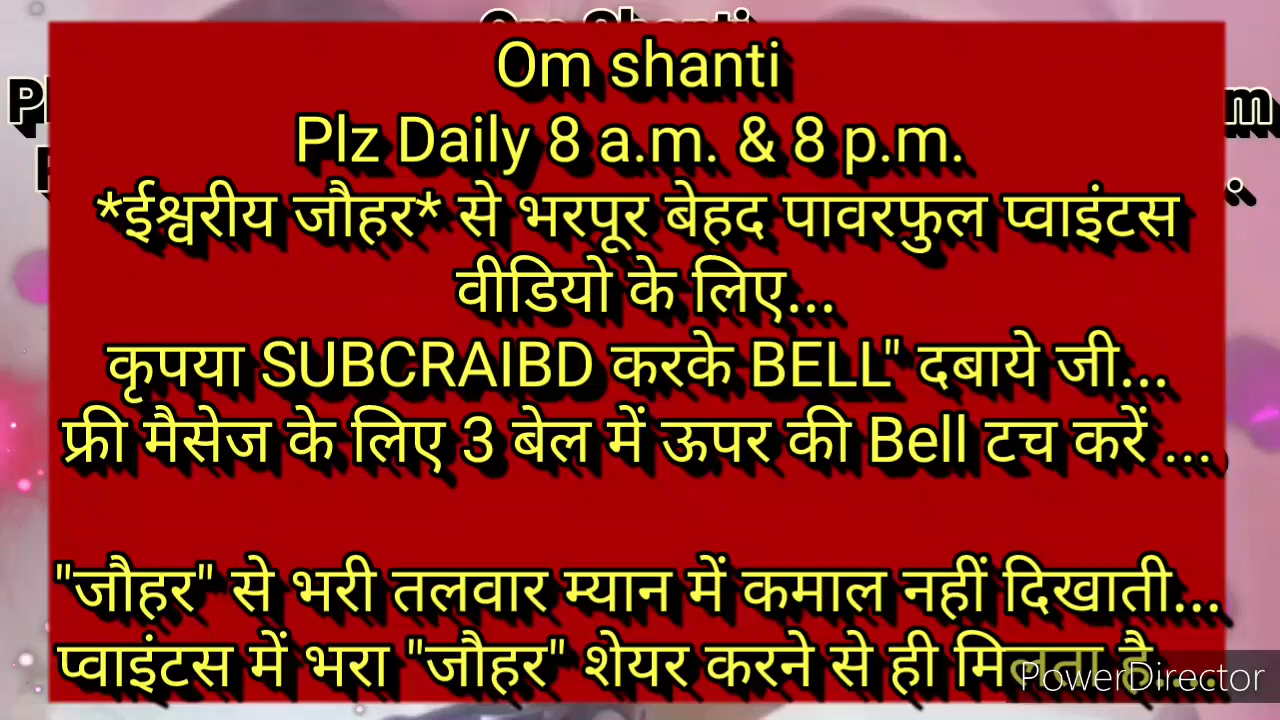 Om shanti
Plz Daily 8 a.m. & 8 p.m.
*ईश्वरीय जौहर* से भरपूर बेहद पावरफुल प्वाइंटस
वीडियो के लिए...
कृपया SUBCRAIBD करके BELL" दबाये जी...
फ्री मैसेज के लिए 3 बेल में ऊपर की Bell टच करें ...
"जौहर" से भरी तलवार म्यान में कमाल नहीं दिखाती...
प्वाइंटस में भरा "जौहर" शेयर करने से ही मिलता है....
PowerDirector